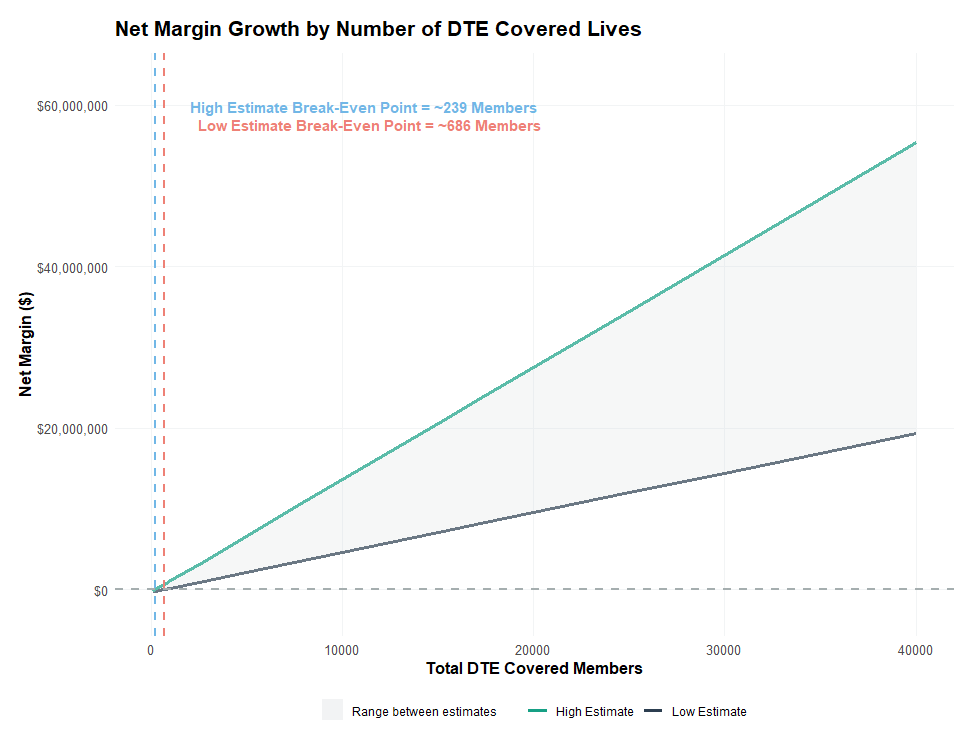 Net Margin Growth by Number of DTE Covered Lives
High Estimate Break-Even Point = ~239 Members
Low Estimate Break-Even Point = ~686 Members
Net Margin ($)
$60,000,000
$40,000,000
$20,000,000
$0
0 10000 20000 30000 40000
Total DTE Covered Members
Range between estimates High Estimate Low Estimate